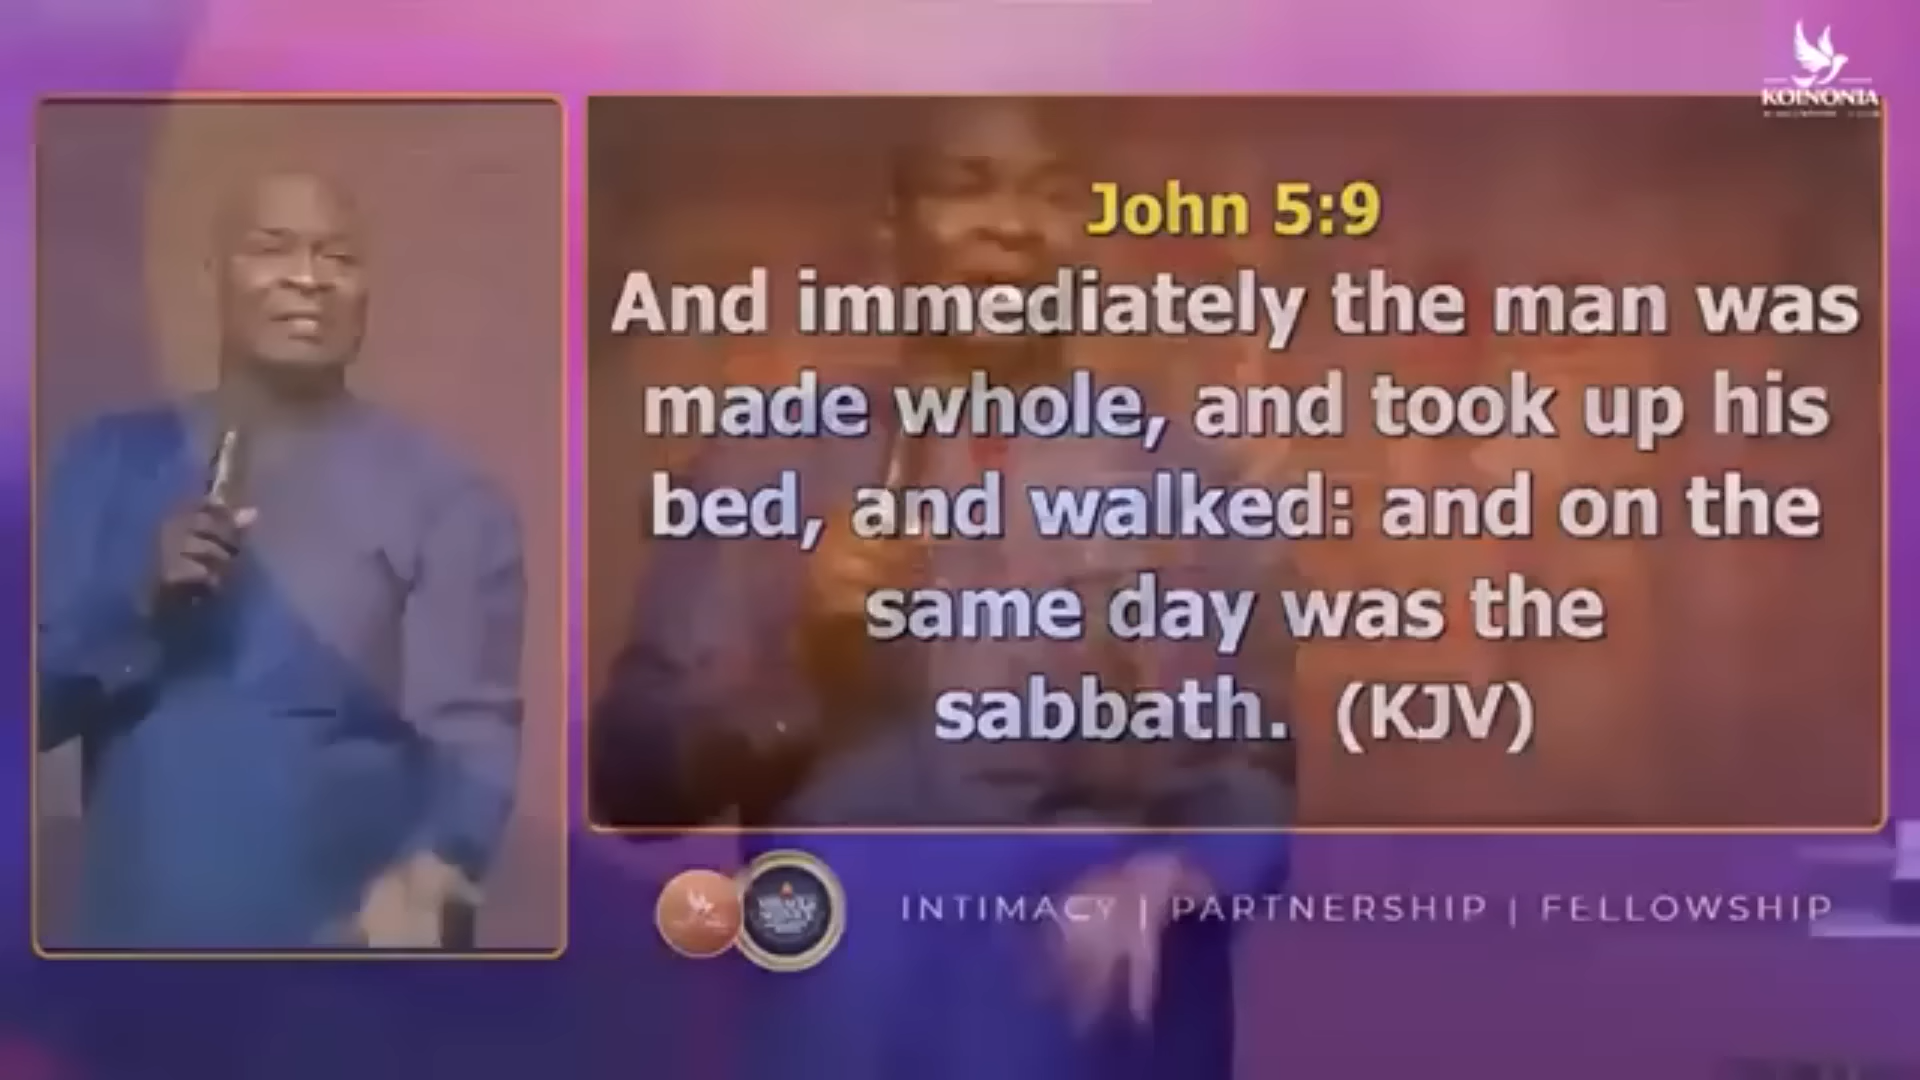 KOINONIA
John 5:9
And immediately the man was
made whole, and took up his
bed, and walked: and on the
same day was the
sabbath. (KJV)
INTIMACY | PARTNERSHIP | FELLOWSHIP